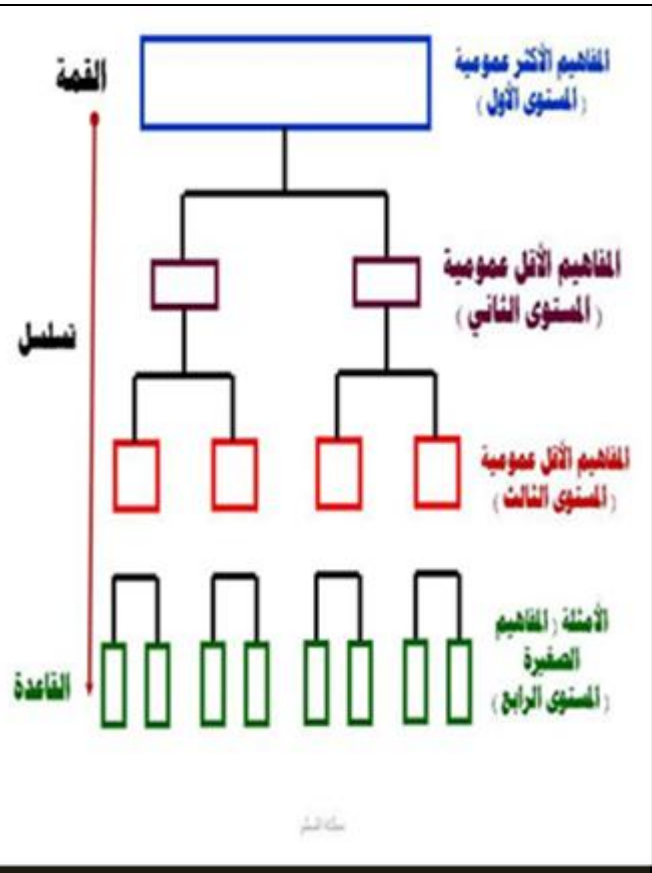 القمة
المفاهيم الأكثر عمومية
( المستوى الأول )
المفاهيم الأقل عمومية
( المستوى الثاني )
تسلسل
المفاهيم الأقل عمومية
( المستوى الثالث )
الأمثلة ( المفاهيم
الصغيرة
( المستوى الرابع )
القاعدة